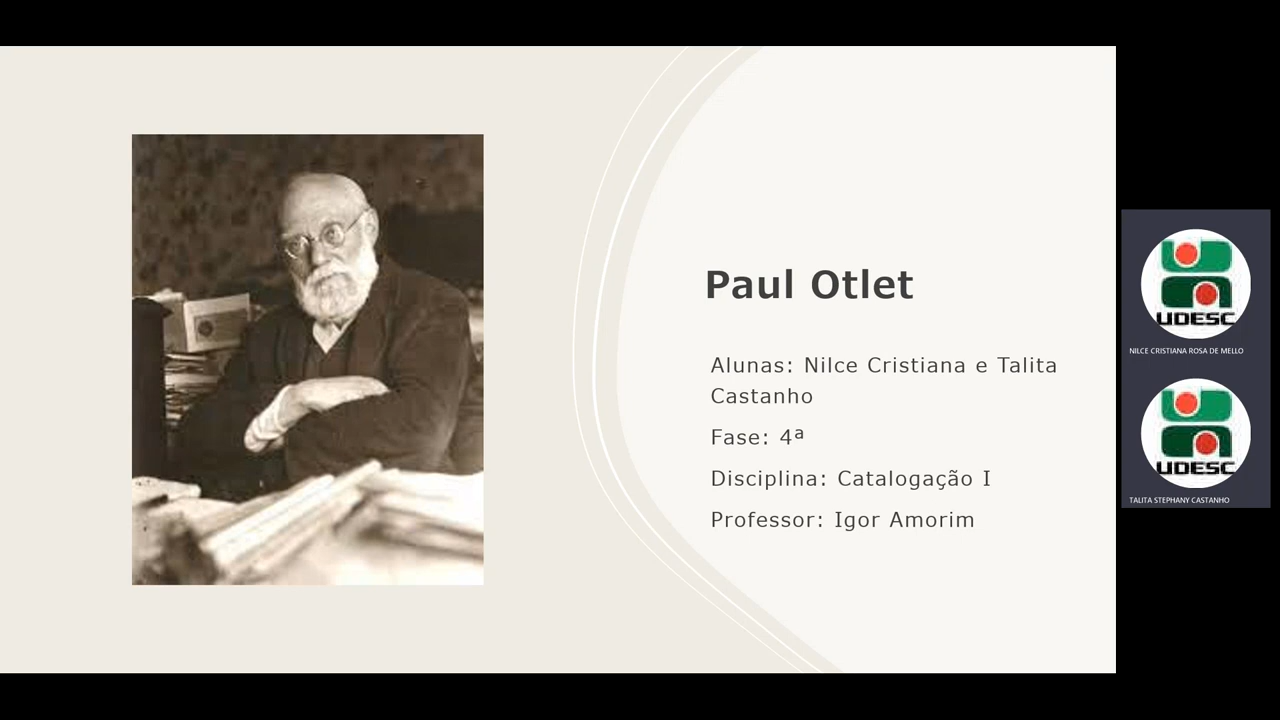 Paul Otlet
Alunas: Nilce Cristiana e Talita
Castanho
Fase: 4ª
Disciplina: Catalogação I
Professor: Igor Amorim
UDESC
NILCE CRISTIANA ROSA DE MELLO
UDESC
TALITA STEPHANY CASTANHO